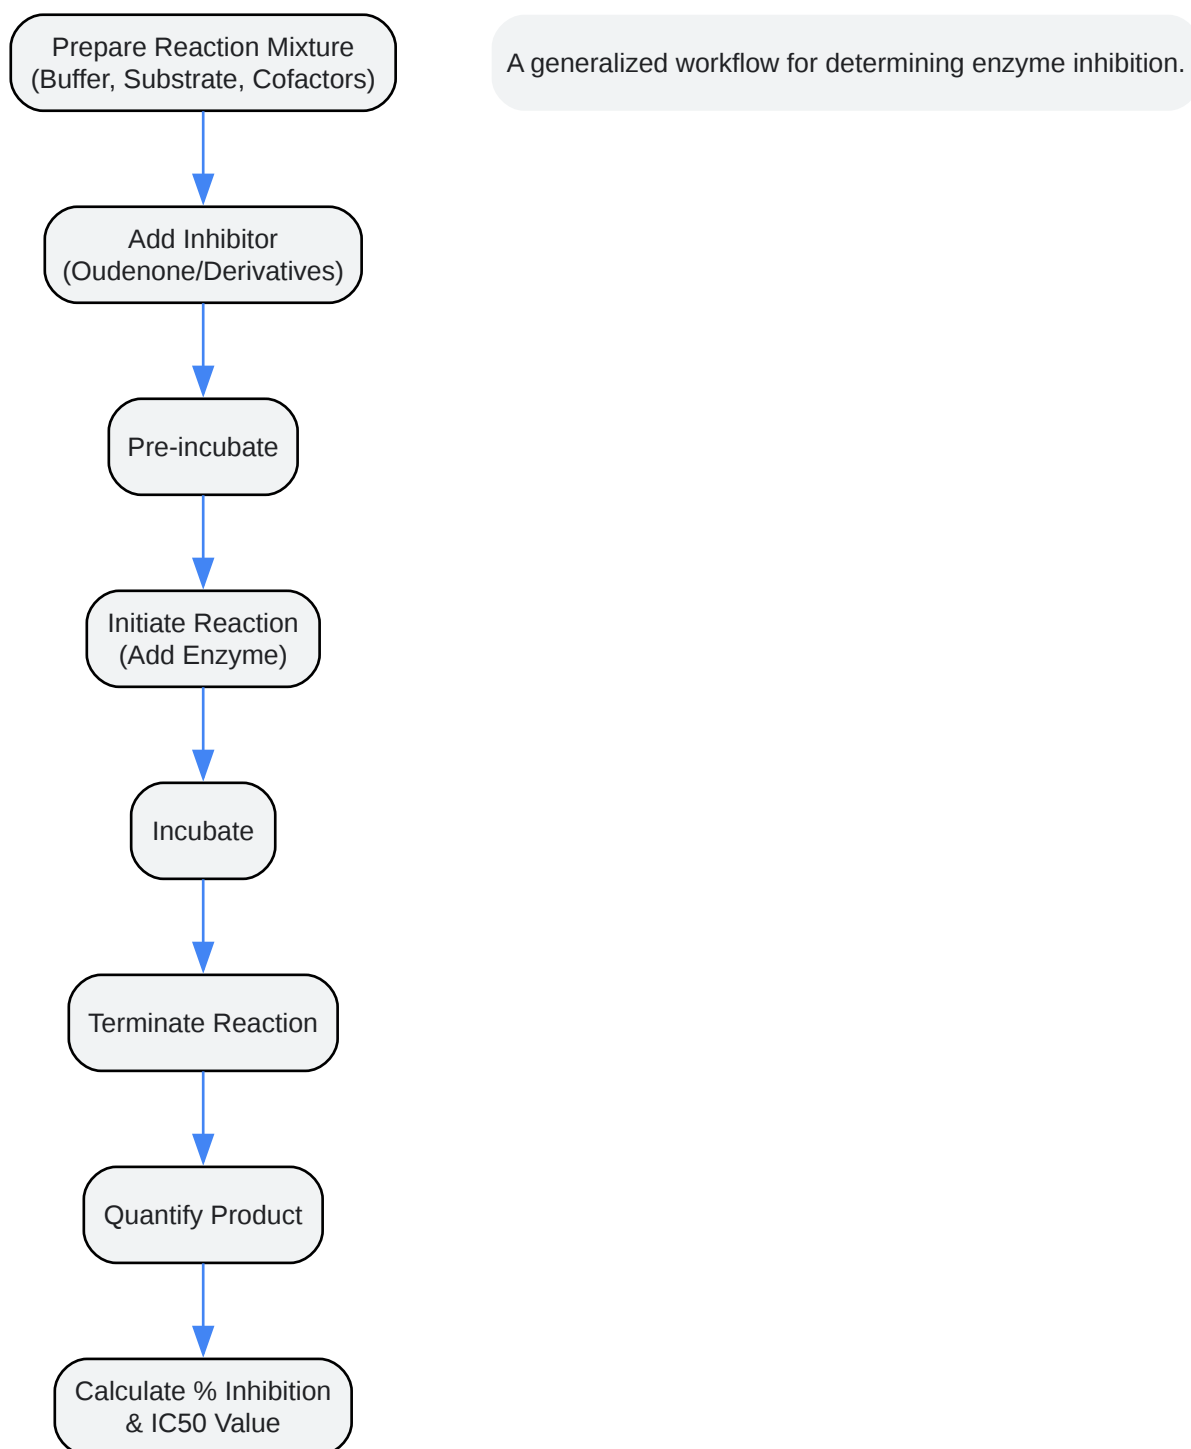 Prepare Reaction Mixture
(Buffer, Substrate, Cofactors)
A generalized workflow for determining enzyme inhibition.
Add Inhibitor
(Oudenone/Derivatives)
Pre-incubate
Initiate Reaction
(Add Enzyme)
Incubate
Terminate Reaction
Quantify Product
Calculate % Inhibition
& IC50 Value